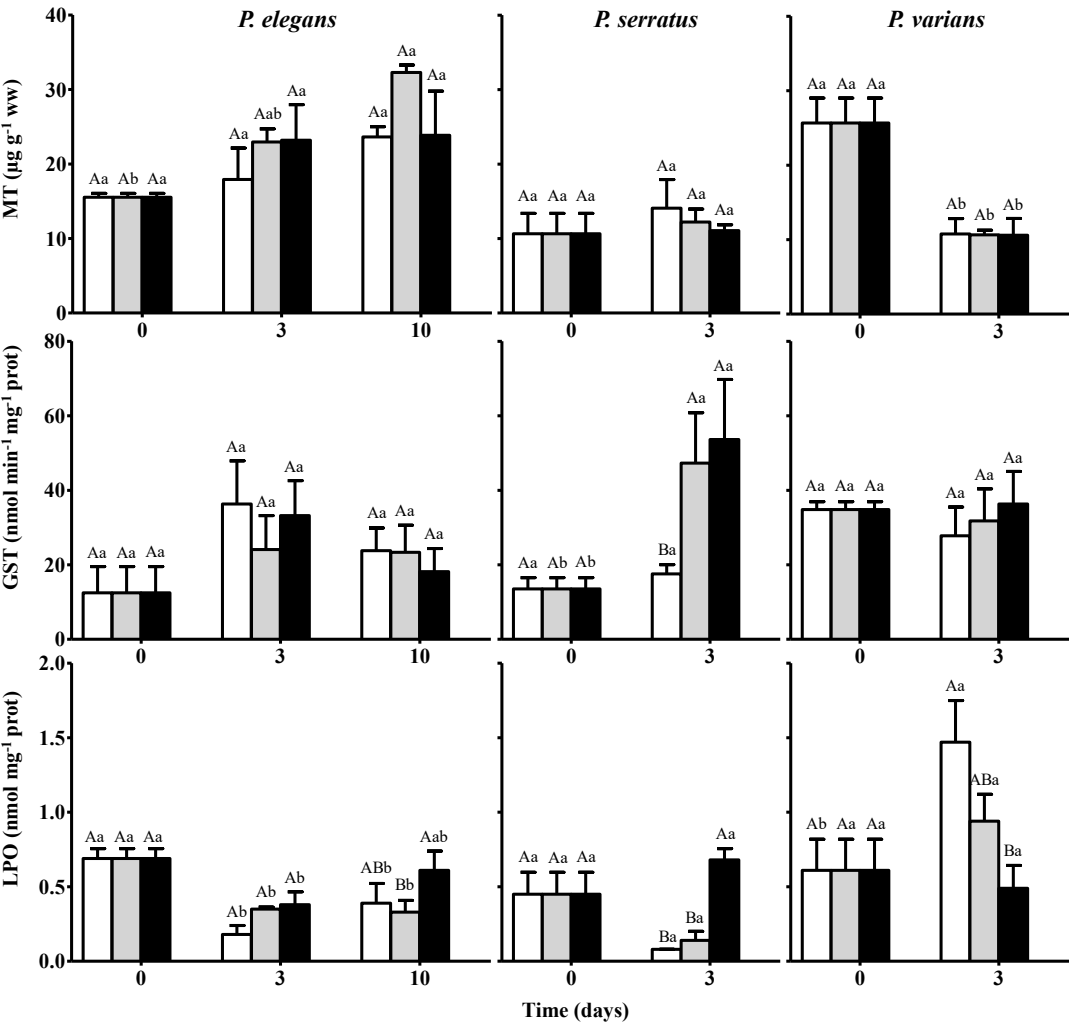 P. elegans P. serratus P. varians
MT (µg g⁻¹ ww)
40
30
20
10
0
Aa Ab Aa
Aa Aab Aa
Aa Aa Aa
Aa Aa Aa
Aa Aa Aa
Aa Aa Aa
Ab Ab Ab
0 3 10 0 3 0 3
GST (nmol min⁻¹ mg⁻¹ prot)
80
60
40
20
0
Aa Aa Aa
Aa Aa Aa
Aa Aa Aa
Aa Ab Ab
Ba Aa Aa
Aa Aa Aa
Aa Aa Aa
0 3 10 0 3 0 3
LPO (nmol mg⁻¹ prot)
2.0
1.5
1.0
0.5
0.0
Aa Aa Aa
Ab Ab Ab
ABb Bb Aab
Aa Aa Aa
Ba Ba Aa
Ab Aa Aa
Aa ABa Ba
0 3 10 0 3 0 3
Time (days)